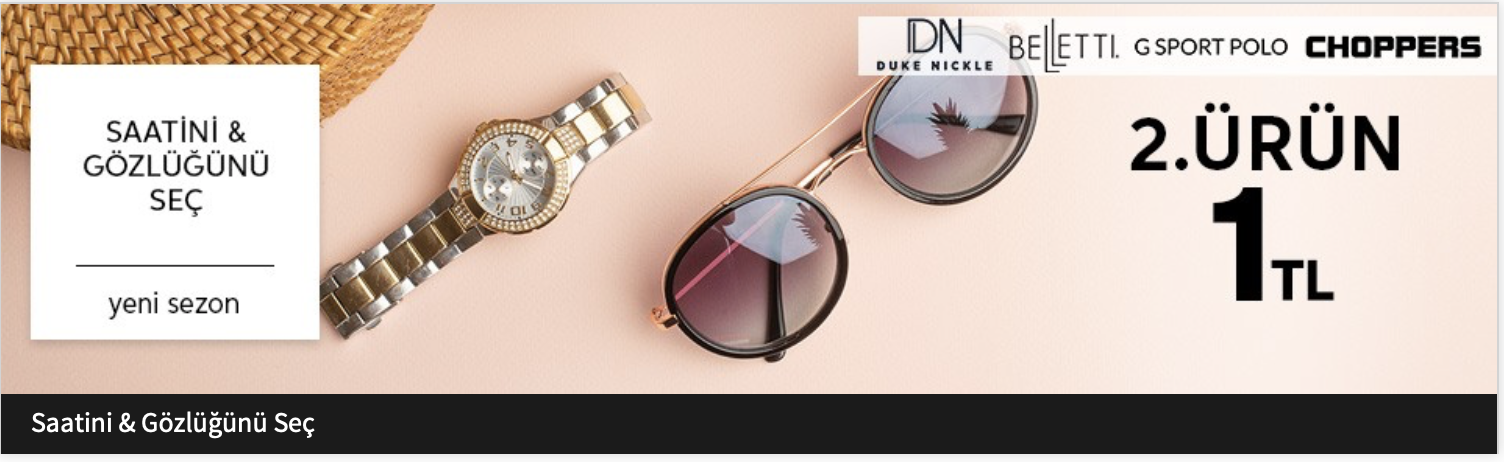 SAATİNİ &
GÖZLÜĞÜNÜ
SEÇ
yeni sezon
DN
DUKE NICKLE
BELLETTI.
G SPORT POLO
CHOPPERS
2.ÜRÜN
1TL
Saatini & Gözlüğünü Seç